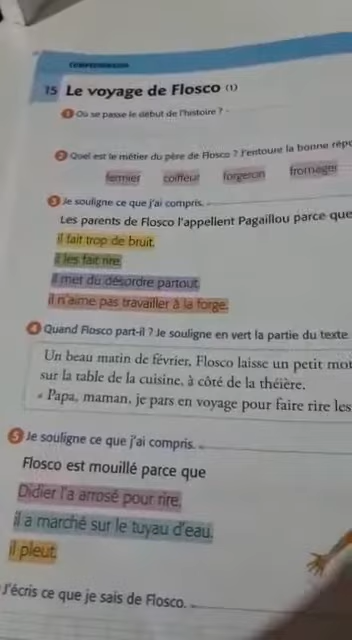 COMPRÉHENSION
15 Le voyage de Flosco (1)
1 Où se passe le début de l'histoire ?
2 Quel est le métier du père de Flosco ? J'entoure la bonne
fermier coiffeur forgeron fromager
3 Je souligne ce que j'ai compris.
Les parents de Flosco l'appellent Pagaillou parce que
il fait trop de bruit.
il les fait rire.
il met du désordre partout.
il n'aime pas travailler à la forge.
4 Quand Flosco part-il ? Je souligne en vert la partie du texte
Un beau matin de février, Flosco laisse un petit mot
sur la table de la cuisine, à côté de la théière.
« Papa, maman, je pars en voyage pour faire rire les
5 Je souligne ce que j'ai compris.
Flosco est mouillé parce que
Didier l'a arrosé pour rire.
il a marché sur le tuyau d'eau.
il pleut.
J'écris ce que je sais de Flosco.